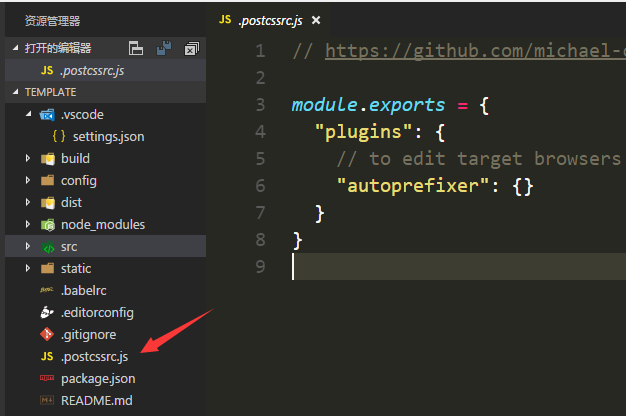 资源管理器
打开的编辑器
JS .postcssrc.js
TEMPLATE
.vscode
{ } settings.json
build
config
dist
node_modules
src
static
.babelrc
.editorconfig
.gitignore
JS .postcssrc.js
package.json
README.md
JS .postcssrc.js ×
1 // https://github.com/michael-
2
3 module.exports = {
4 "plugins": {
5 // to edit target browsers
6 "autoprefixer": {}
7 }
8 }
9